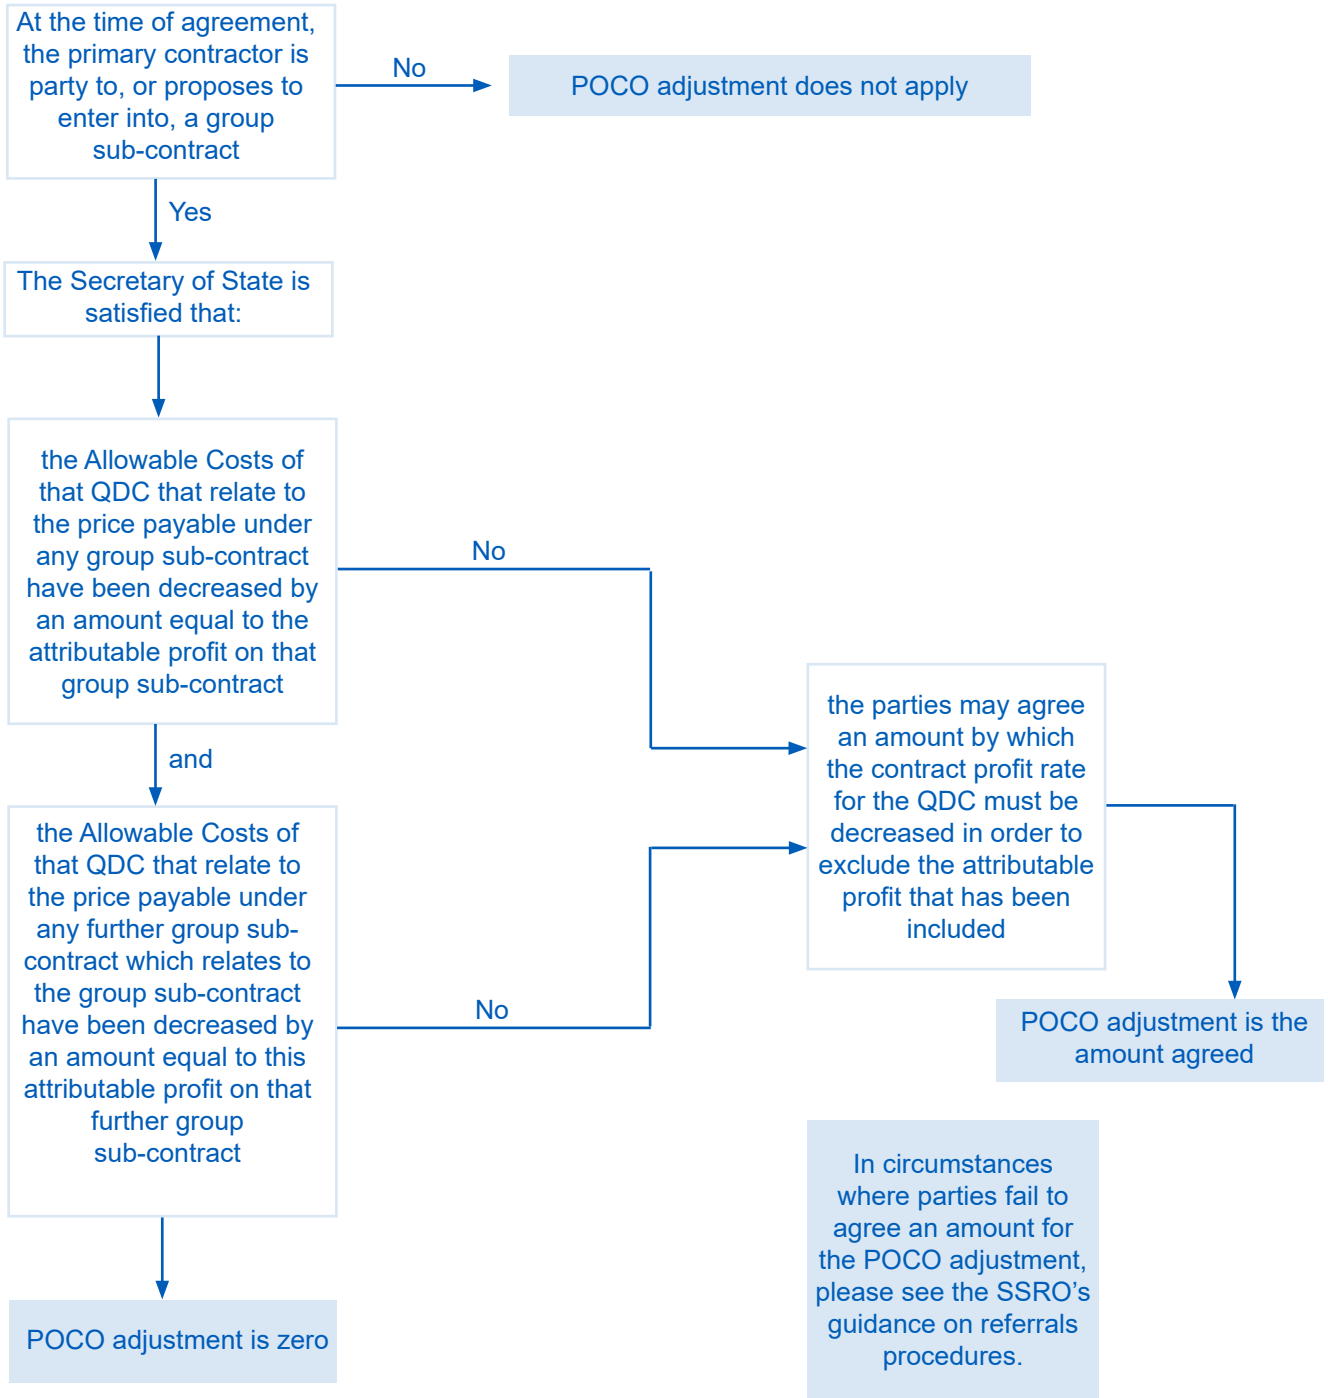 At the time of agreement,
the primary contractor is
party to, or proposes to
enter into, a group
sub-contract
No
POCO adjustment does not apply
Yes
The Secretary of State is
satisfied that:
the Allowable Costs of
that QDC that relate to
the price payable under
any group sub-contract
have been decreased by
an amount equal to the
attributable profit on that
group sub-contract
No
and
the Allowable Costs of
that QDC that relate to
the price payable under
any further group sub-
contract which relates to
the group sub-contract
have been decreased by
an amount equal to this
attributable profit on that
further group
sub-contract
No
the parties may agree
an amount by which
the contract profit rate
for the QDC must be
decreased in order to
exclude the attributable
profit that has been
included
POCO adjustment is the
amount agreed
POCO adjustment is zero
In circumstances
where parties fail to
agree an amount for
the POCO adjustment,
please see the SSRO’s
guidance on referrals
procedures.